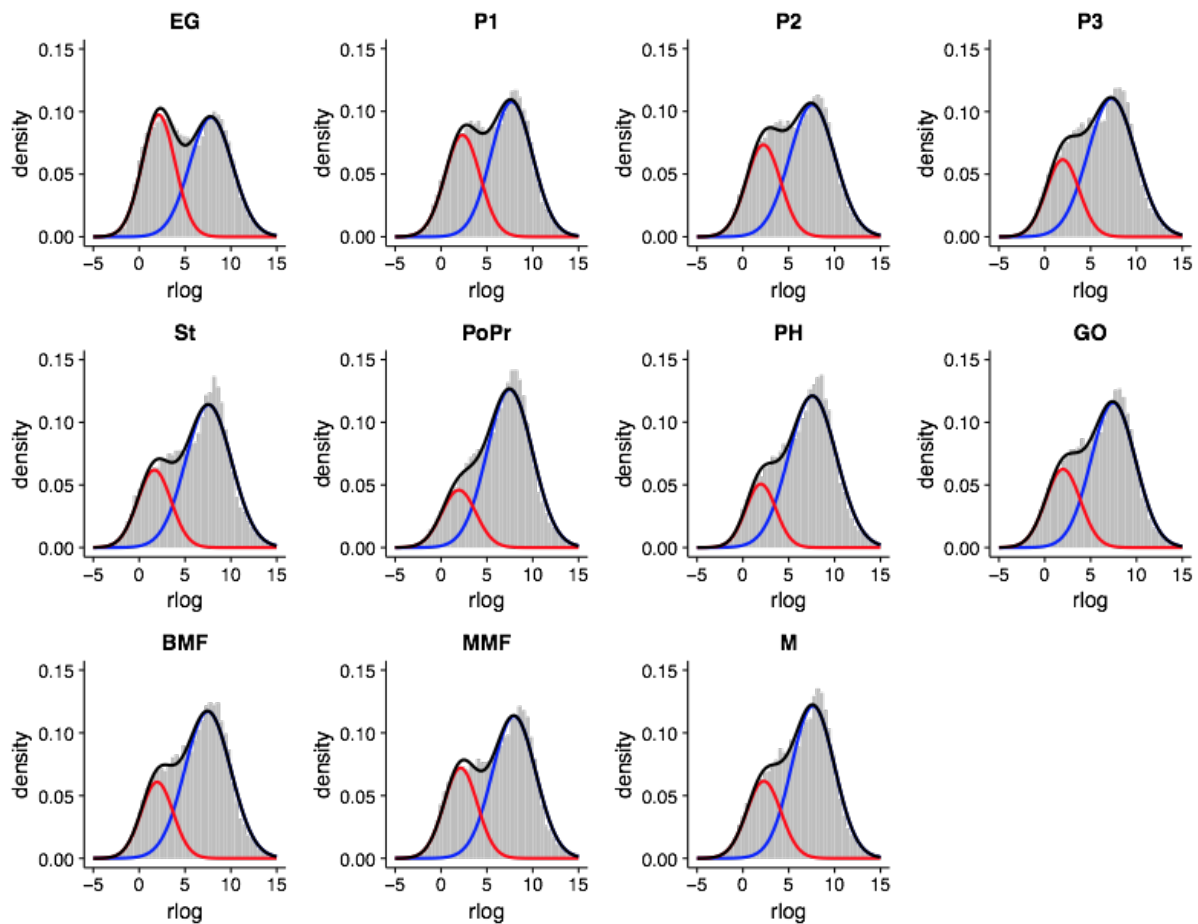 EG P1 P2 P3
0.15 0.15 0.15 0.15
0.10 0.10 0.10 0.10
0.05 0.05 0.05 0.05
0.00 0.00 0.00 0.00
density density density density
−5 0 5 10 15 −5 0 5 10 15 −5 0 5 10 15 −5 0 5 10 15
rlog rlog rlog rlog
St PoPr PH GO
0.15 0.15 0.15 0.15
0.10 0.10 0.10 0.10
0.05 0.05 0.05 0.05
0.00 0.00 0.00 0.00
density density density density
−5 0 5 10 15 −5 0 5 10 15 −5 0 5 10 15 −5 0 5 10 15
rlog rlog rlog rlog
BMF MMF M
0.15 0.15 0.15
0.10 0.10 0.10
0.05 0.05 0.05
0.00 0.00 0.00
density density density
−5 0 5 10 15 −5 0 5 10 15 −5 0 5 10 15
rlog rlog rlog